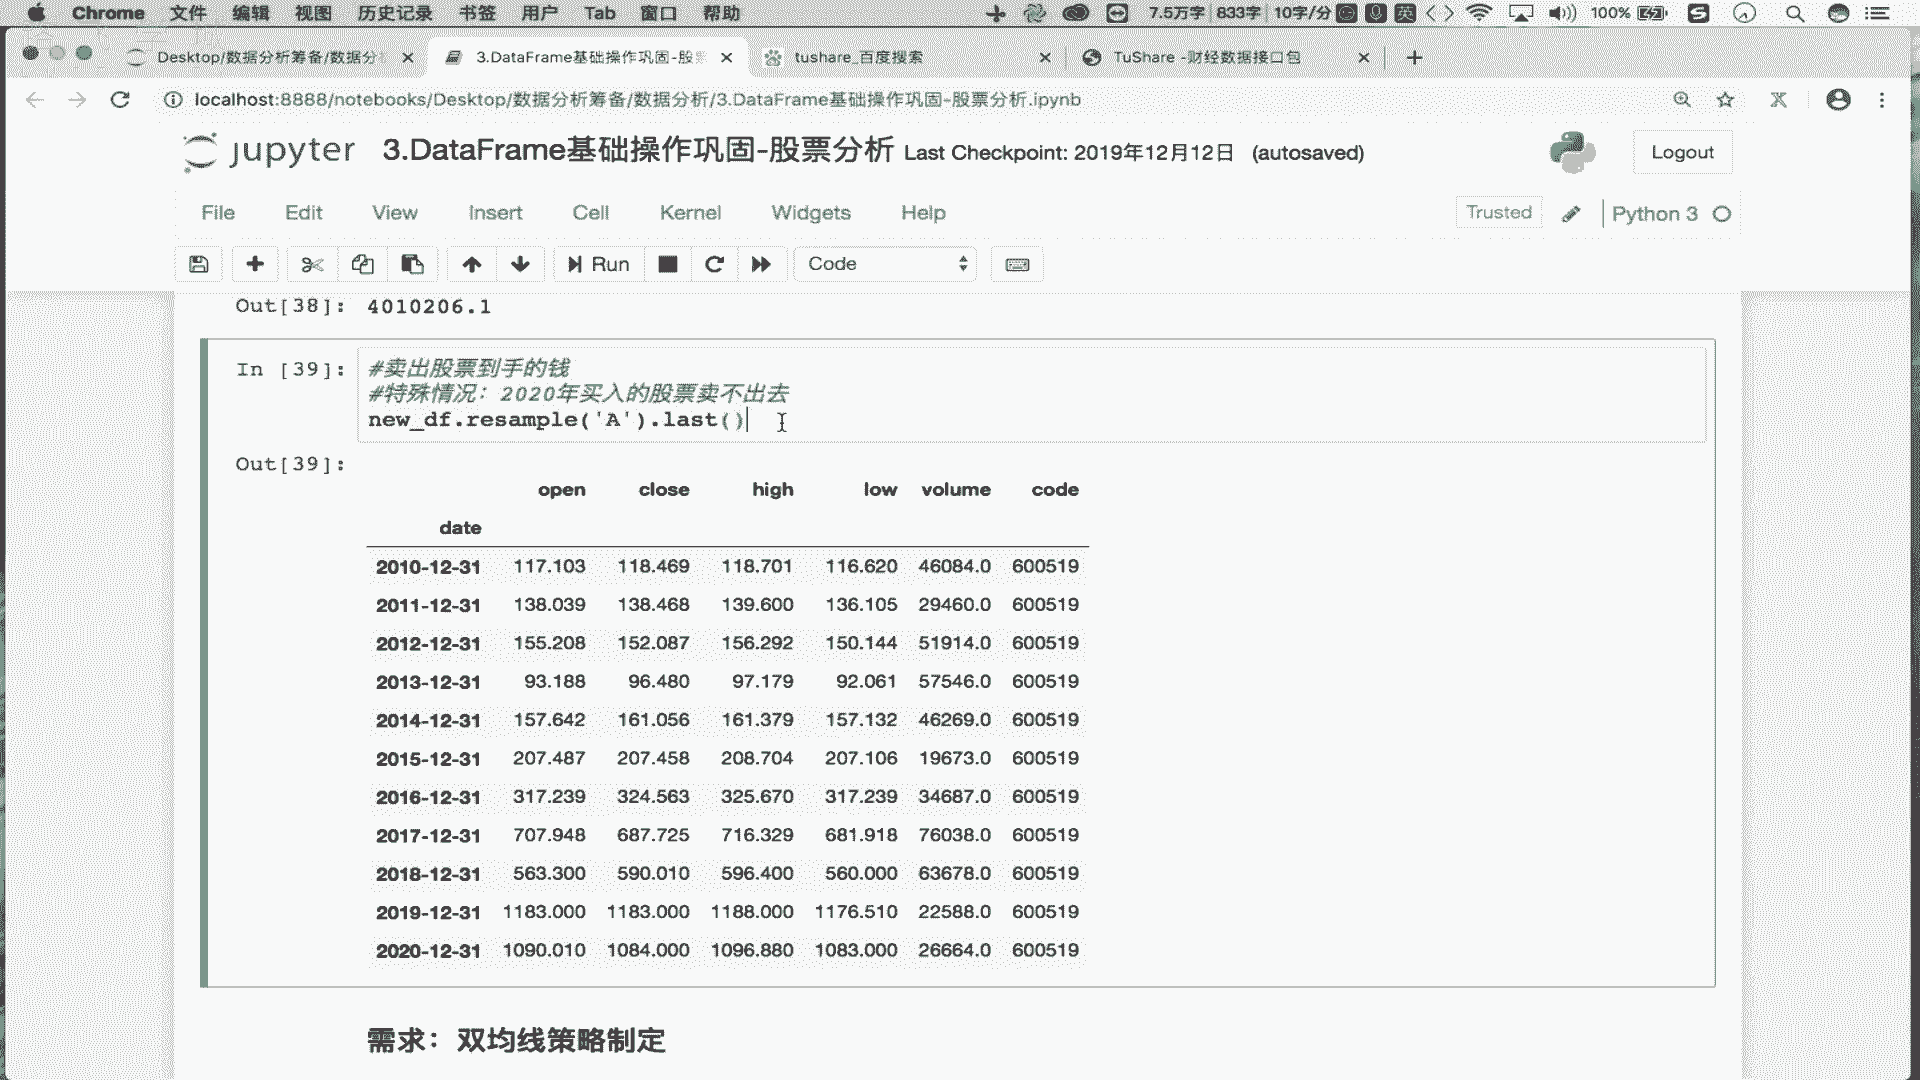 Chrome 文件 编辑 视图 历史记录 书签 用户 Tab 窗口 帮助 7.5万字 833字 10字/分 英 100%
Desktop/数据分析筹备/数据分 3.DataFrame基础操作巩固-股票 tushare_百度搜索 TuShare -财经数据接口包
localhost:8888/notebooks/Desktop/数据分析筹备/数据分析/3.DataFrame基础操作巩固-股票分析.ipynb
jupyter 3.DataFrame基础操作巩固-股票分析 Last Checkpoint: 2019年12月12日 (autosaved) Logout
File Edit View Insert Cell Kernel Widgets Help Trusted Python 3
Run Code
Out[38]: 4010206.1
In [39]: #卖出股票到手的钱
#特殊情况：2020年买入的股票卖不出去
new_df.resample('A').last()
Out[39]:
open close high low volume code
date
2010-12-31 117.103 118.469 118.701 116.620 46084.0 600519
2011-12-31 138.039 138.468 139.600 136.105 29460.0 600519
2012-12-31 155.208 152.087 156.292 150.144 51914.0 600519
2013-12-31 93.188 96.480 97.179 92.061 57546.0 600519
2014-12-31 157.642 161.056 161.379 157.132 46269.0 600519
2015-12-31 207.487 207.458 208.704 207.106 19673.0 600519
2016-12-31 317.239 324.563 325.670 317.239 34687.0 600519
2017-12-31 707.948 687.725 716.329 681.918 76038.0 600519
2018-12-31 563.300 590.010 596.400 560.000 63678.0 600519
2019-12-31 1183.000 1183.000 1188.000 1176.510 22588.0 600519
2020-12-31 1090.010 1084.000 1096.880 1083.000 26664.0 600519
需求：双均线策略制定